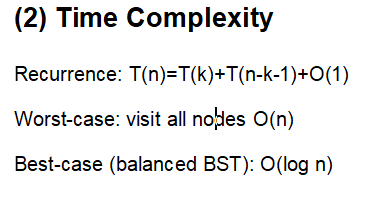 (2) Time Complexity
Recurrence: T(n)=T(k)+T(n-k-1)+O(1)
Worst-case: visit all nodes O(n)
Best-case (balanced BST): O(log n)